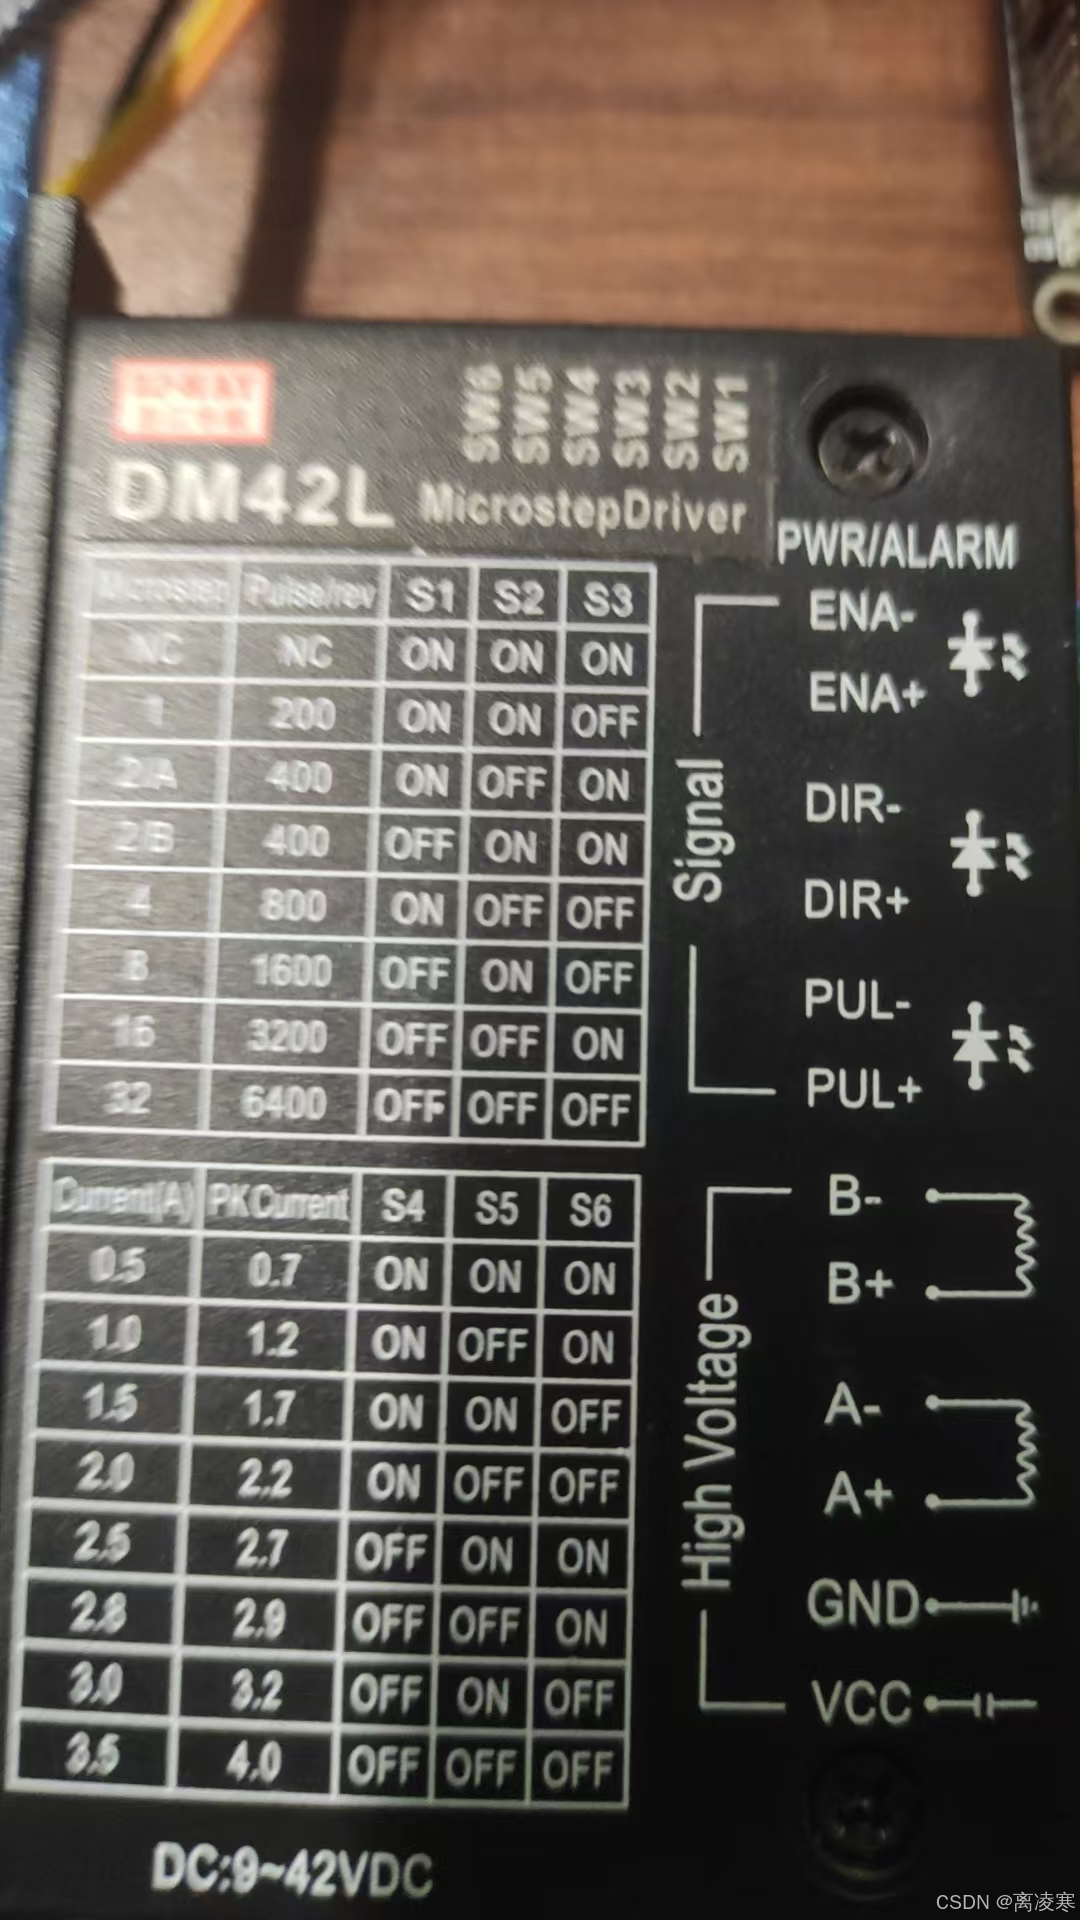 SW6 SW5 SW4 SW3 SW2 SW1
DM42L MicrostepDriver
Microstep Pulse/rev S1 S2 S3
NC NC ON ON ON
1 200 ON ON OFF
2/A 400 ON OFF ON
2/B 400 OFF ON ON
4 800 ON OFF OFF
8 1600 OFF ON OFF
16 3200 OFF OFF ON
32 6400 OFF OFF OFF
Current(A) PK Current S4 S5 S6
0.5 0.7 ON ON ON
1.0 1.2 ON OFF ON
1.5 1.7 ON ON OFF
2.0 2.2 ON OFF OFF
2.5 2.7 OFF ON ON
2.8 2.9 OFF OFF ON
3.0 3.2 OFF ON OFF
3.5 4.0 OFF OFF OFF
DC:9~42VDC
PWR/ALARM
Signal
ENA-
ENA+
DIR-
DIR+
PUL-
PUL+
High Voltage
B-
B+
A-
A+
GND
VCC
CSDN @离凌寒